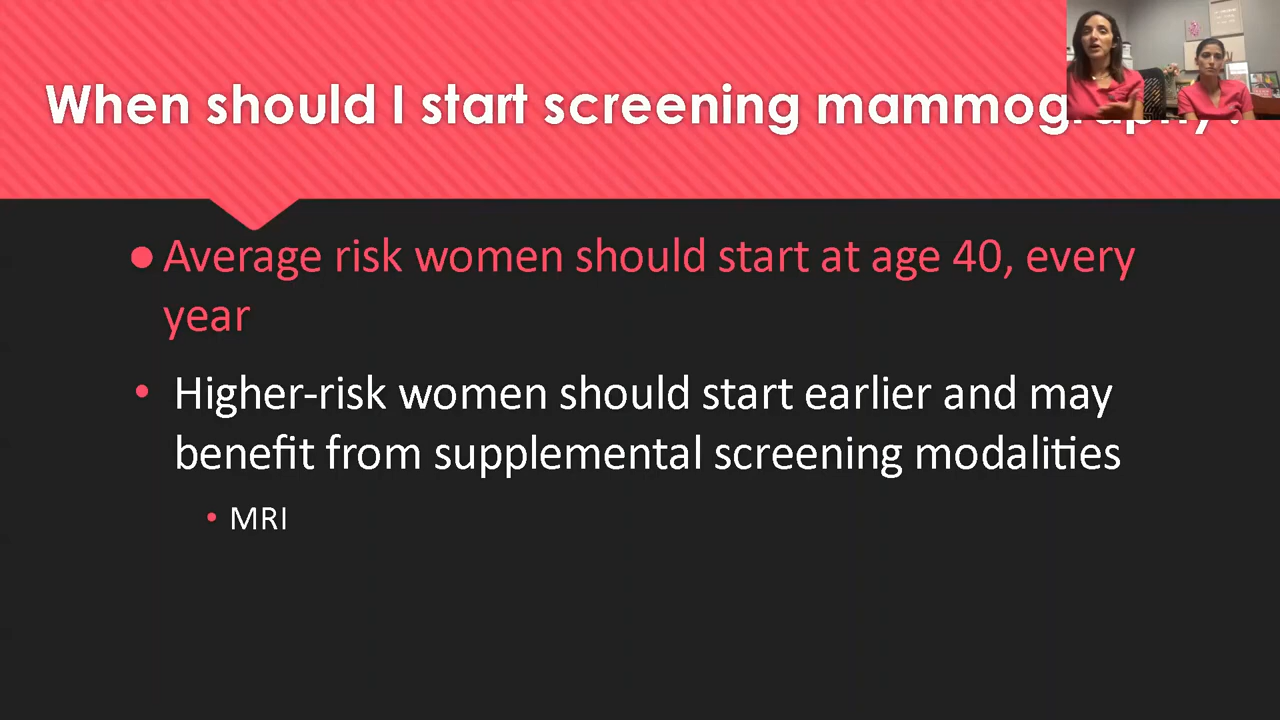 When should I start screening mammography?
● Average risk women should start at age 40, every
year
• Higher-risk women should start earlier and may
benefit from supplemental screening modalities
• MRI